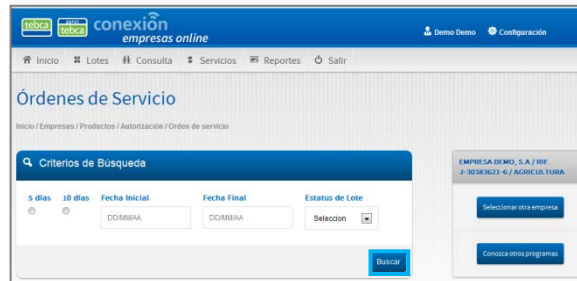 tebca servitebca conexión
empresas online
Demo Demo Configuración
Inicio Lotes Consulta Servicios Reportes Salir
Órdenes de Servicio
Inicio / Empresas / Productos / Autorización / Orden de servicio
Criterios de Búsqueda
5 días 10 días Fecha Inicial Fecha Final Estatus de Lote
DD/MM/AA DD/MM/AA Seleccion
Buscar
EMPRESA DEMO, S.A / RIF.
J-30383621-6 / AGRICULTURA
Seleccionar otra empresa
Conozca otros programas